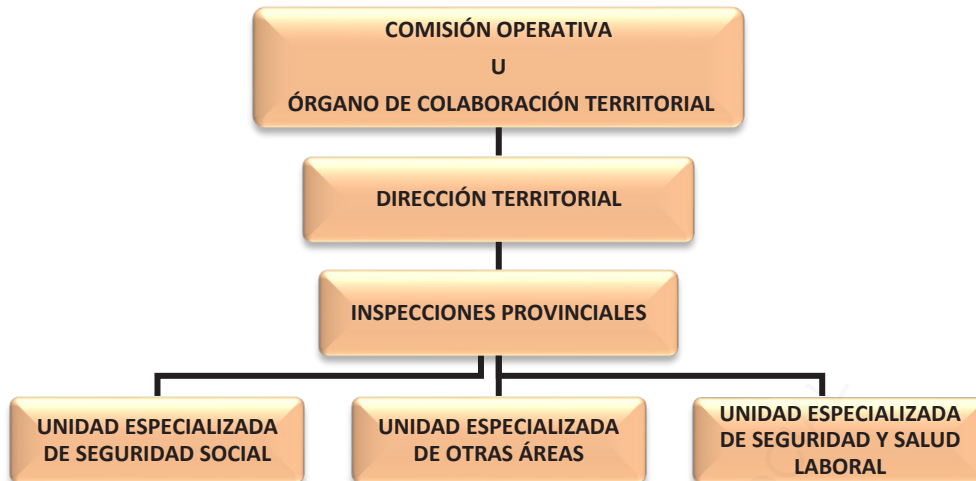 COMISIÓN OPERATIVA
U
ÓRGANO DE COLABORACIÓN TERRITORIAL
DIRECCIÓN TERRITORIAL
INSPECCIONES PROVINCIALES
UNIDAD ESPECIALIZADA
DE SEGURIDAD SOCIAL
UNIDAD ESPECIALIZADA
DE OTRAS ÁREAS
UNIDAD ESPECIALIZADA
DE SEGURIDAD Y SALUD
LABORAL